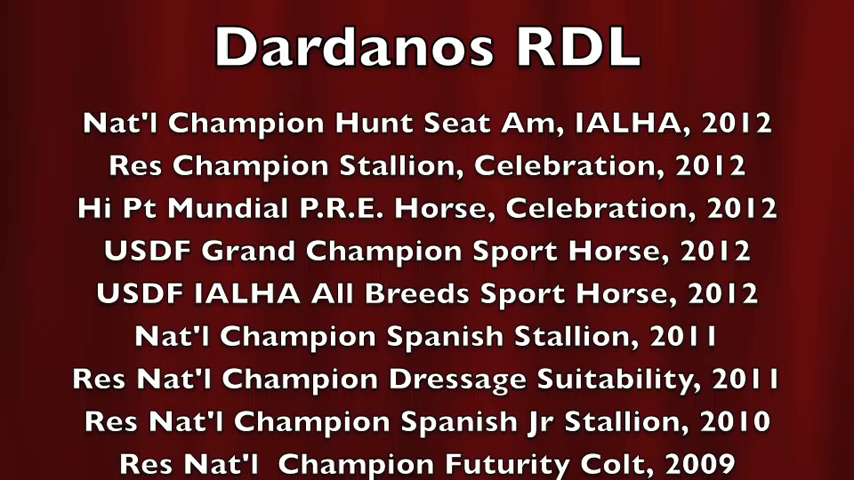 Dardanos RDL
Nat'l Champion Hunt Seat Am, IALHA, 2012
Res Champion Stallion, Celebration, 2012
Hi Pt Mundial P.R.E. Horse, Celebration, 2012
USDF Grand Champion Sport Horse, 2012
USDF IALHA All Breeds Sport Horse, 2012
Nat'l Champion Spanish Stallion, 2011
Res Nat'l Champion Dressage Suitability, 2011
Res Nat'l Champion Spanish Jr Stallion, 2010
Res Nat'l  Champion Futurity Colt, 2009